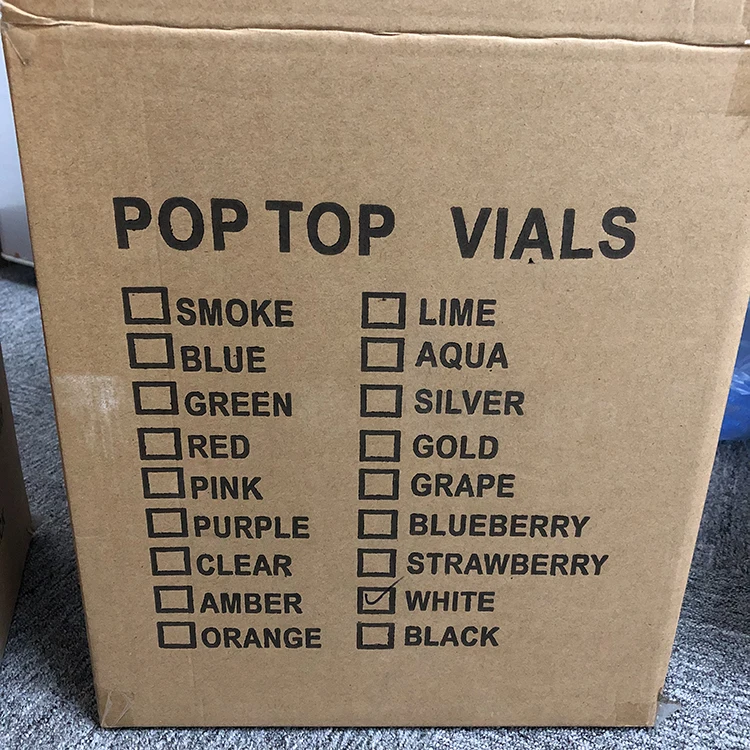 POP TOP VIALS
SMOKE
BLUE
GREEN
RED
PINK
PURPLE
CLEAR
AMBER
ORANGE
LIME
AQUA
SILVER
GOLD
GRAPE
BLUEBERRY
STRAWBERRY
WHITE
BLACK